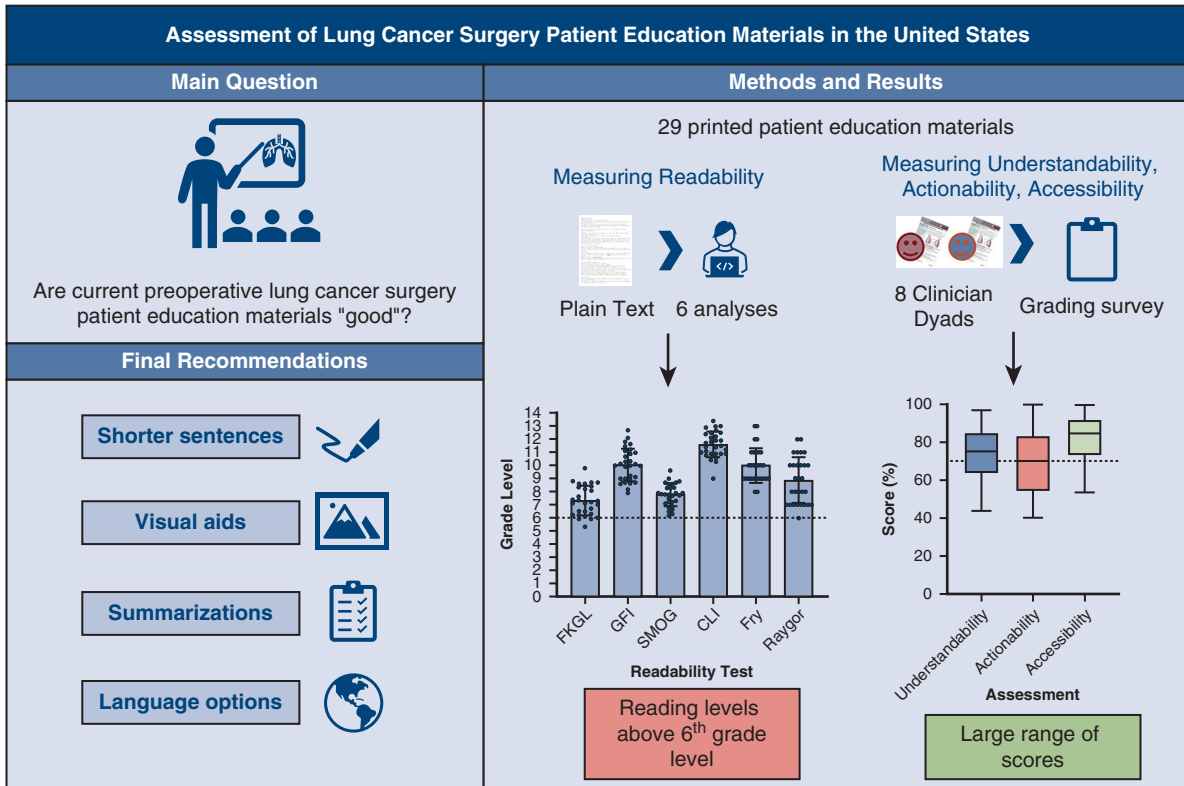 Assessment of Lung Cancer Surgery Patient Education Materials in the United States
Main Question
Are current preoperative lung cancer surgery
patient education materials "good"?
Final Recommendations
Shorter sentences
Visual aids
Summarizations
Language options
Methods and Results
29 printed patient education materials
Measuring Readability
</>
Plain Text
6 analyses
14
13
12
11
10
9
8
7
6
5
4
3
2
1
0
Grade Level
FKGL
GFI
SMOG
CLI
Fry
Raygor
Readability Test
Reading levels
above 6th grade
level
Measuring Understandability,
Actionability, Accessibility
8 Clinician
Dyads
Grading survey
100
80
60
40
20
0
Score (%)
Understandability
Actionability
Accessibility
Assessment
Large range of
scores